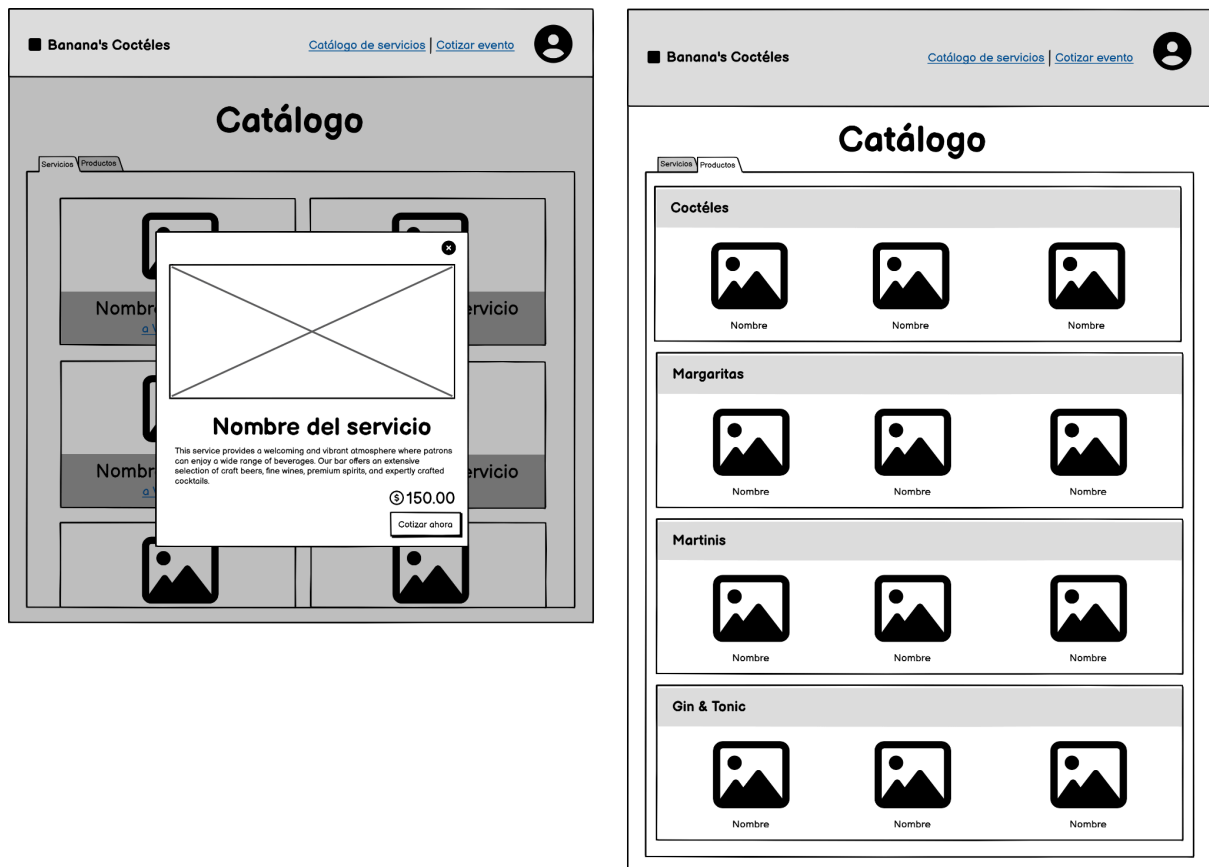 Banana's Coctéles
Catálogo de servicios | Cotizar evento
Catálogo
Servicios Productos
Nombre
ervicio
a V
Nombre del servicio
This service provides a welcoming and vibrant atmosphere where patrons
can enjoy a wide range of beverages. Our bar offers an extensive
selection of craft beers, fine wines, premium spirits, and expertly crafted
cocktails.
$150.00
Cotizar ahora
Nombr
ervicio
a V
Banana's Coctéles
Catálogo de servicios | Cotizar evento
Catálogo
Servicios Productos
Coctéles
Nombre Nombre Nombre
Margaritas
Nombre Nombre Nombre
Martinis
Nombre Nombre Nombre
Gin & Tonic
Nombre Nombre Nombre